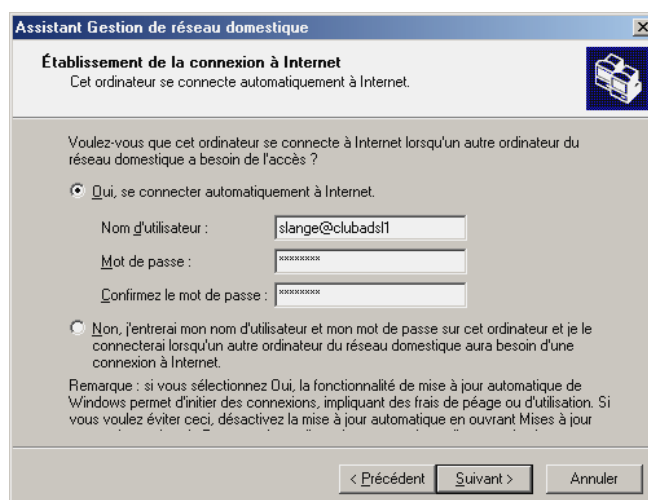 Assistant Gestion de réseau domestique
Établissement de la connexion à Internet
Cet ordinateur se connecte automatiquement à Internet.
Voulez-vous que cet ordinateur se connecte à Internet lorsqu'un autre ordinateur du
réseau domestique a besoin de l'accès ?
Oui, se connecter automatiquement à Internet.
Nom d'utilisateur :
slange@clubadsl1
Mot de passe :
********
Confirmez le mot de passe :
********
Non, j'entrerai mon nom d'utilisateur et mon mot de passe sur cet ordinateur et je le
connecterai lorsqu'un autre ordinateur du réseau domestique aura besoin d'une
connexion à Internet.
Remarque : si vous sélectionnez Oui, la fonctionnalité de mise à jour automatique de
Windows permet d'initier des connexions, impliquant des frais de péage ou d'utilisation. Si
vous voulez éviter ceci, désactivez la mise à jour automatique en ouvrant Mises à jour
< Précédent
Suivant >
Annuler